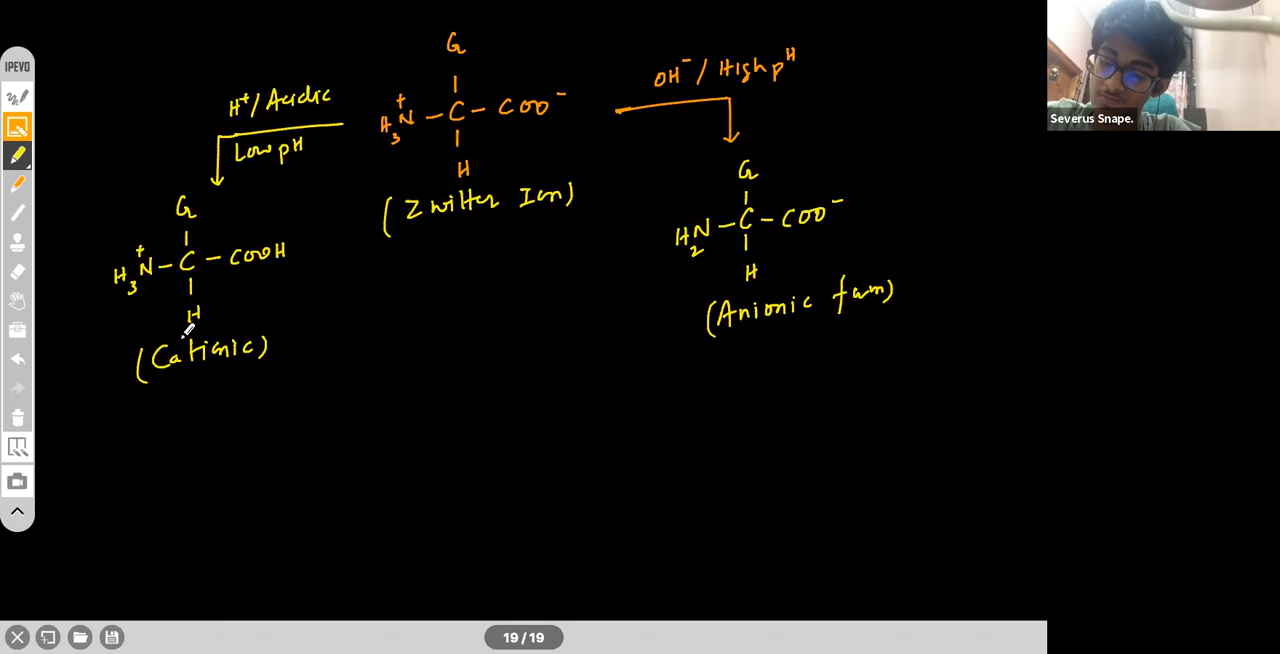 IPEVO
G
H₃N⁺ – C – COO⁻
H
(Zwitter Ion)
H⁺/Acidic
Low pH
G
H₃N⁺ – C – COOH
H
(Cationic)
OH⁻/High pH
G
H₂N – C – COO⁻
H
(Anionic form)
Severus Snape.
19/19